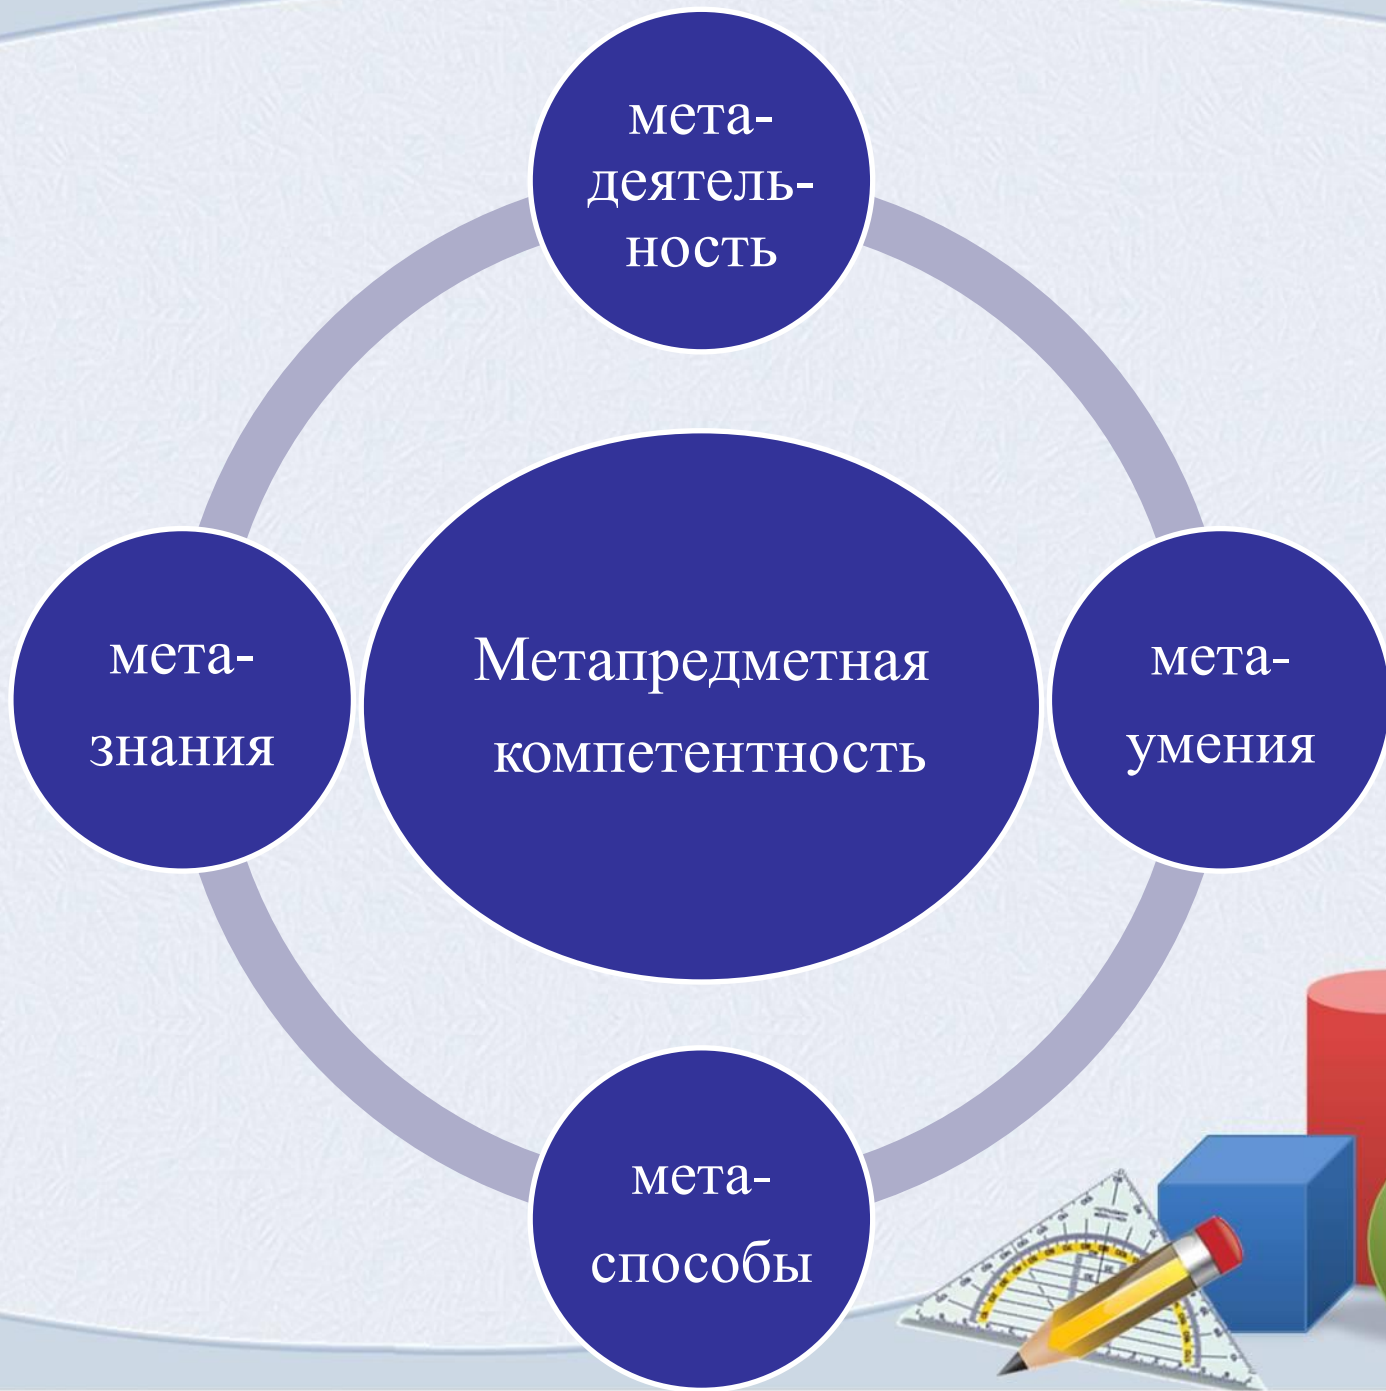 мета-
деятель-
ность
мета-
знания
Метапредметная
компетентность
мета-
умения
мета-
способы